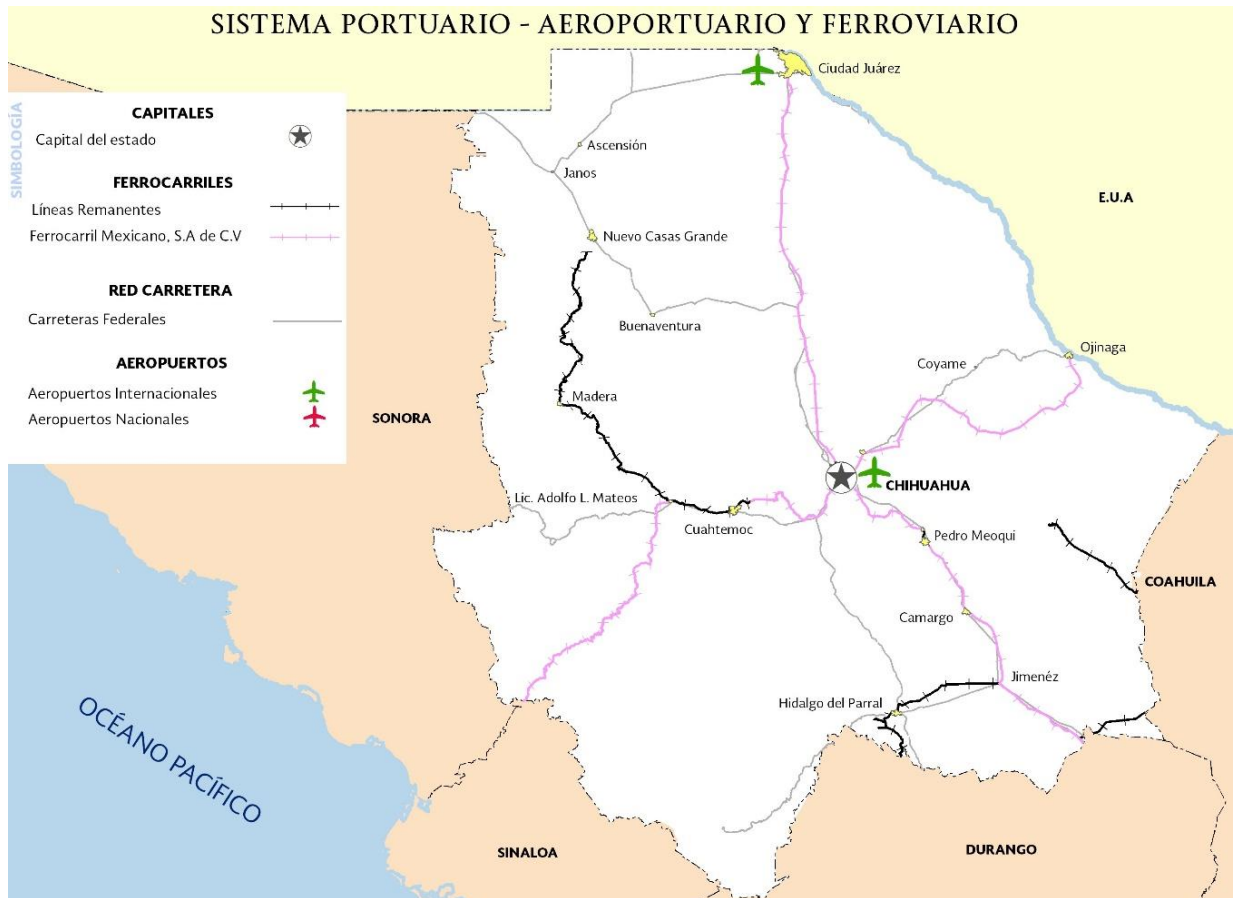 SISTEMA PORTUARIO - AEROPORTUARIO Y FERROVIARIO
SIMBOLOGÍA
CAPITALES
Capital del estado
FERROCARRILES
Líneas Remanentes
Ferrocarril Mexicano, S.A de C.V
RED CARRETERA
Carreteras Federales
AEROPUERTOS
Aeropuertos Internacionales
Aeropuertos Nacionales
Ciudad Juárez
Ascensión
Janos
E.U.A
Nuevo Casas Grande
Buenaventura
Ojinaga
Coyame
Madera
SONORA
CHIHUAHUA
Lic. Adolfo L. Mateos
Cuahtemoc
Pedro Meoqui
COAHUILA
Camargo
Jimenéz
Hidalgo del Parral
OCÉANO PACÍFICO
SINALOA
DURANGO